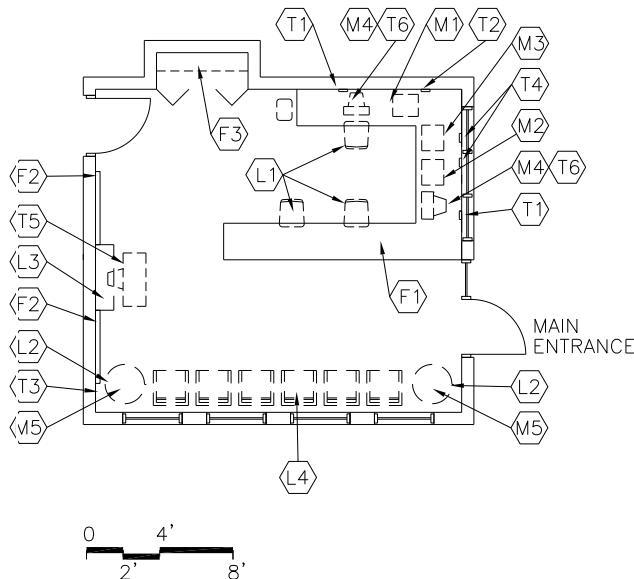 T1
M4
T6
M1
T2
M3
T4
F3
M2
L1
F2
M4
T6
T5
T1
L3
F2
F1
MAIN
ENTRANCE
L2
T3
L2
M5
M5
L4
0
4'
2'
8'